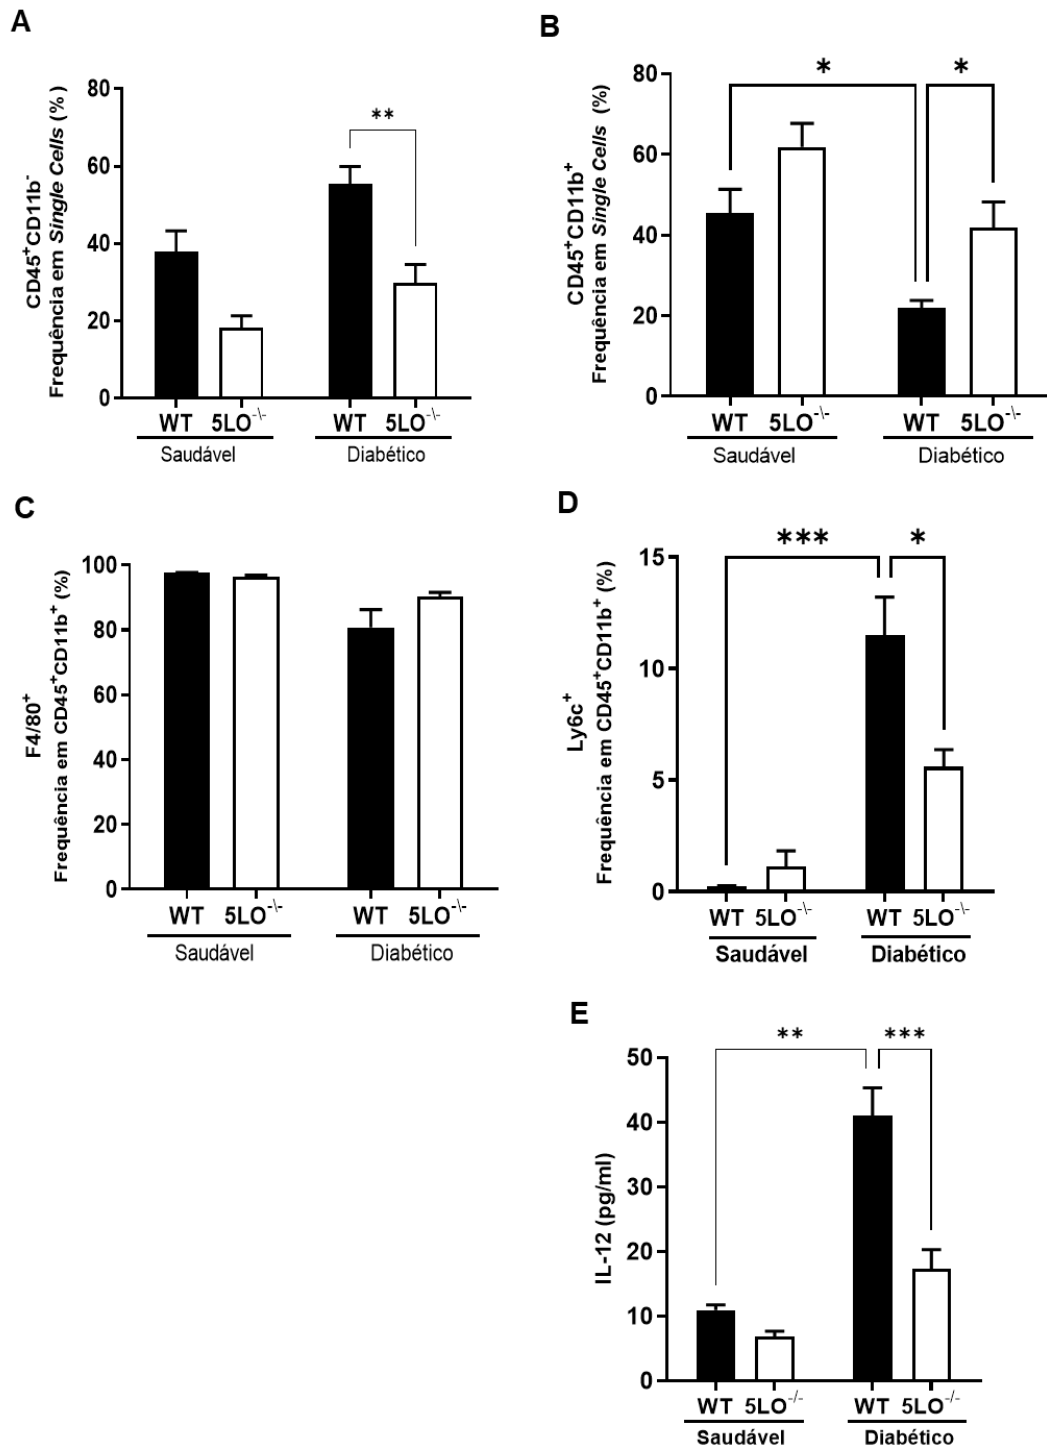 A
CD45⁺CD11b⁻
Frequência em Single Cells (%)
80
60
40
20
0
**
WT 5LO⁻/⁻ WT 5LO⁻/⁻
Saudável Diabético
B
CD45⁺CD11b⁺
Frequência em Single Cells (%)
80
60
40
20
0
* *
WT 5LO⁻/⁻ WT 5LO⁻/⁻
Saudável Diabético
C
F4/80⁺
Frequência em CD45⁺CD11b⁺ (%)
100
80
60
40
20
0
WT 5LO⁻/⁻ WT 5LO⁻/⁻
Saudável Diabético
D
Ly6c⁺
Frequência em CD45⁺CD11b⁺ (%)
15
10
5
0
*** *
WT 5LO⁻/⁻ WT 5LO⁻/⁻
Saudável Diabético
E
IL-12 (pg/ml)
50
40
30
20
10
0
** ***
WT 5LO⁻/⁻ WT 5LO⁻/⁻
Saudável Diabético